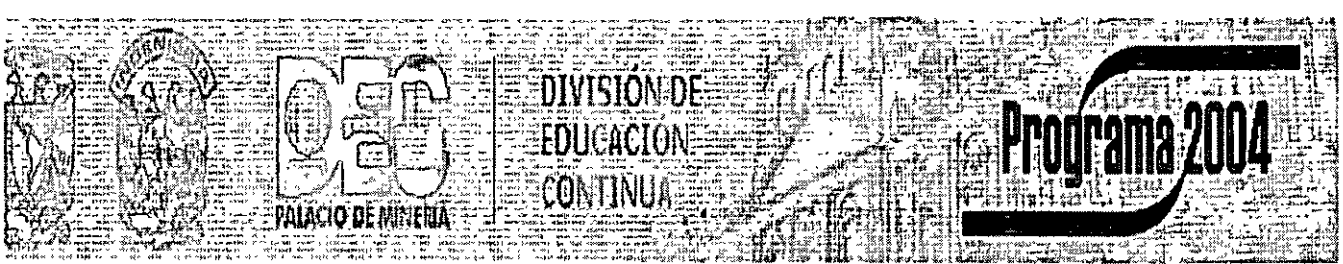 DEC
PALACIO DE MINERIA
DIVISIÓN DE
EDUCACIÓN
CONTINUA
Programa 2004